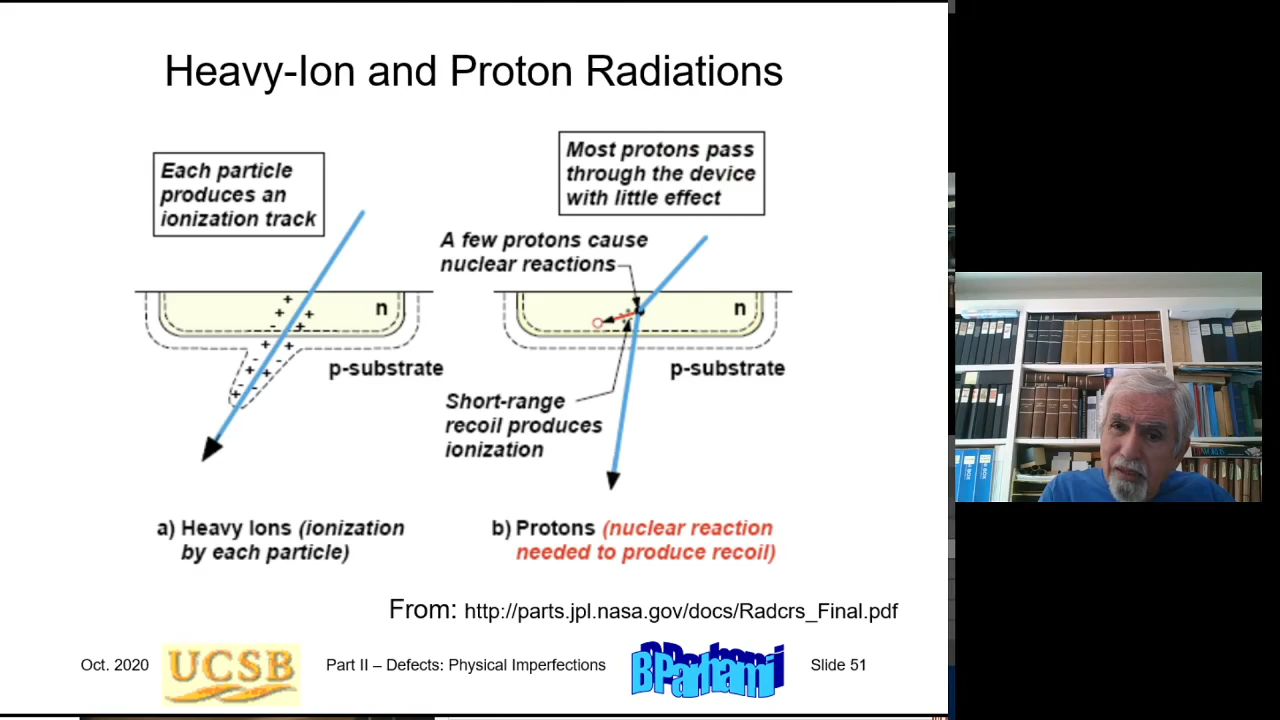 Heavy-Ion and Proton Radiations
Each particle
produces an
ionization track
Most protons pass
through the device
with little effect
A few protons cause
nuclear reactions
n
n
p-substrate
p-substrate
Short-range
recoil produces
ionization
a) Heavy Ions (ionization
by each particle)
b) Protons (nuclear reaction
needed to produce recoil)
From: http://parts.jpl.nasa.gov/docs/Radcrs_Final.pdf
Oct. 2020
UCSB
Part II – Defects: Physical Imperfections
BParhami
Slide 51